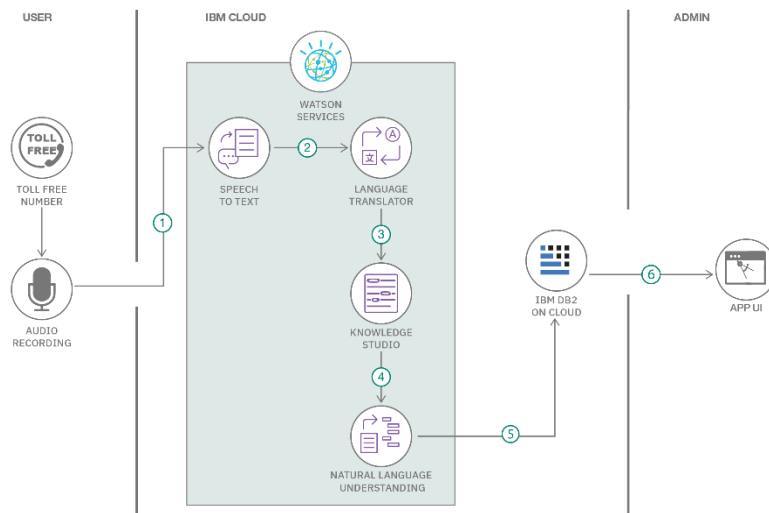 USER
IBM CLOUD
ADMIN
WATSON
SERVICES
TOLL
FREE
TOLL FREE
NUMBER
1
SPEECH
TO TEXT
2
A
文
LANGUAGE
TRANSLATOR
3
AUDIO
RECORDING
KNOWLEDGE
STUDIO
4
NATURAL LANGUAGE
UNDERSTANDING
5
IBM DB2
ON CLOUD
6
APP UI